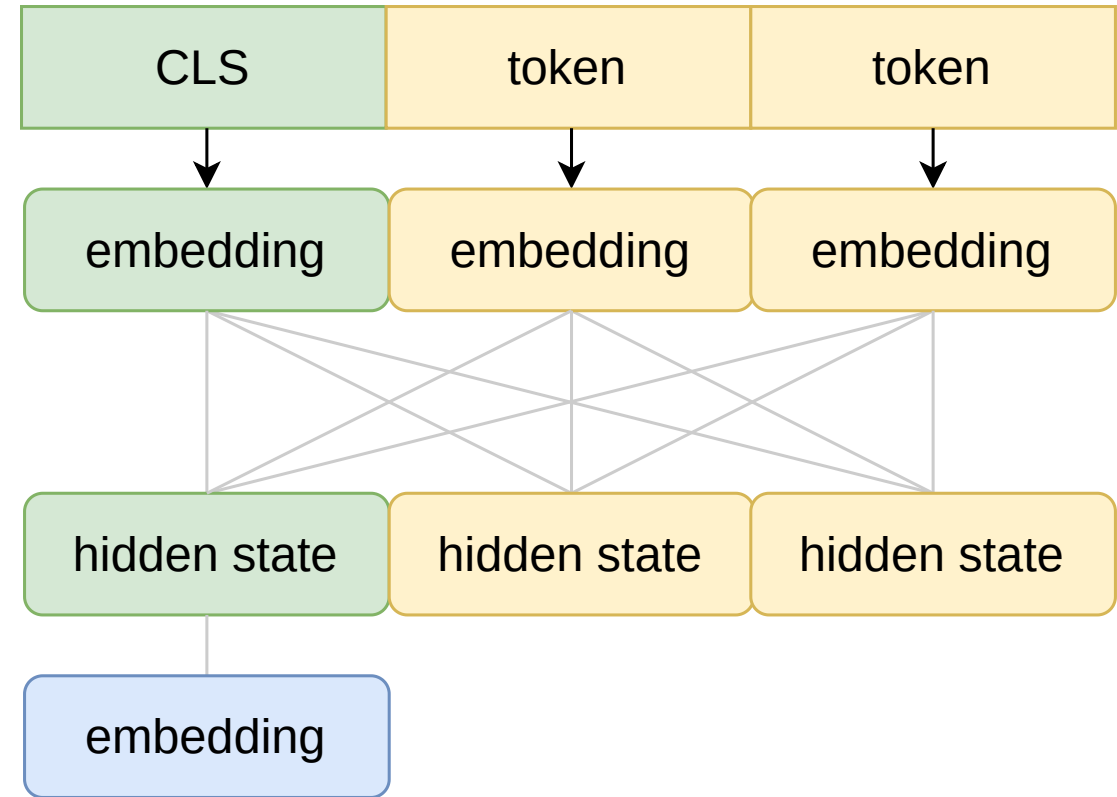 CLS token token
embedding embedding embedding
hidden state hidden state hidden state
embedding